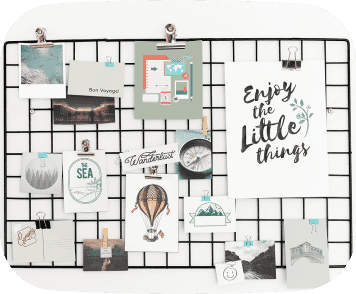 Bon Voyage!
Enjoy
the
Little
things
Wanderlust
THE
SEA